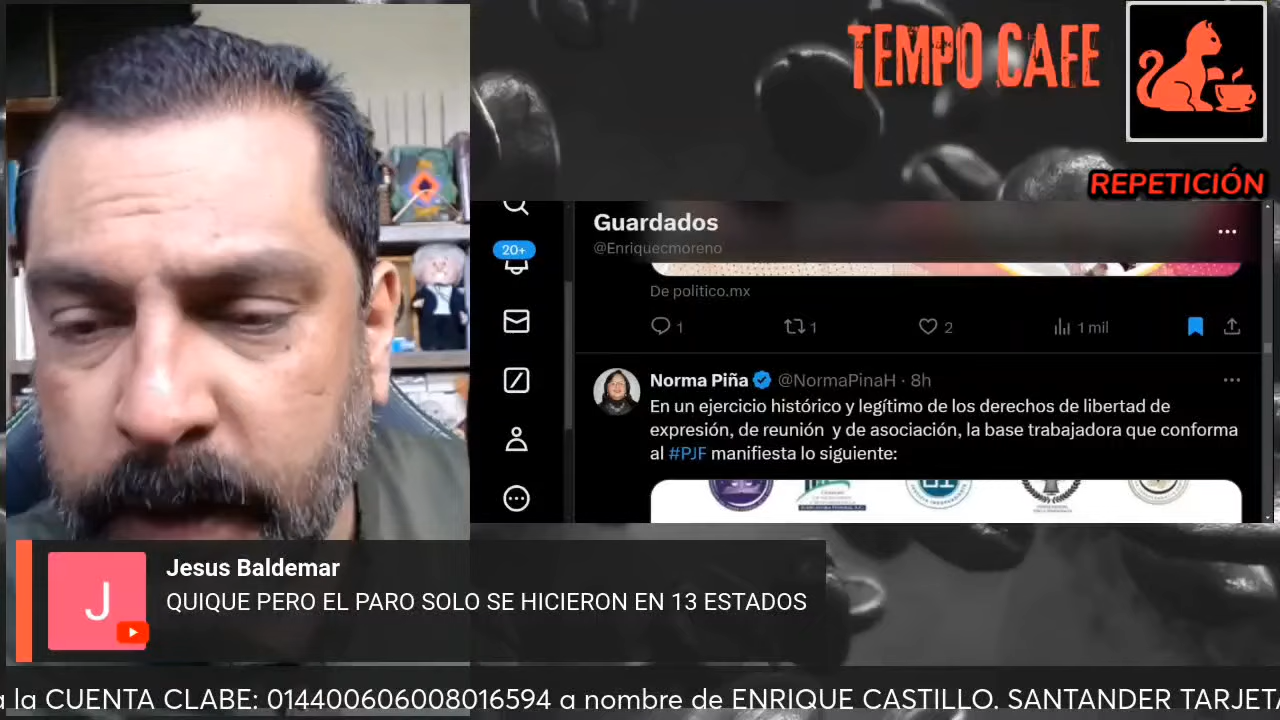 TEMPO CAFE
REPETICIÓN
20+
Guardados
@Enriquecmoreno
De politico.mx
1
1
2
1 mil
Norma Piña @NormaPinaH · 8h
En un ejercicio histórico y legítimo de los derechos de libertad de
expresión, de reunión y de asociación, la base trabajadora que conforma
al #PJF manifiesta lo siguiente:
J
Jesus Baldemar
QUIQUE PERO EL PARO SOLO SE HICIERON EN 13 ESTADOS
a la CUENTA CLABE: 014400606008016594 a nombre de ENRIQUE CASTILLO. SANTANDER TARJETA